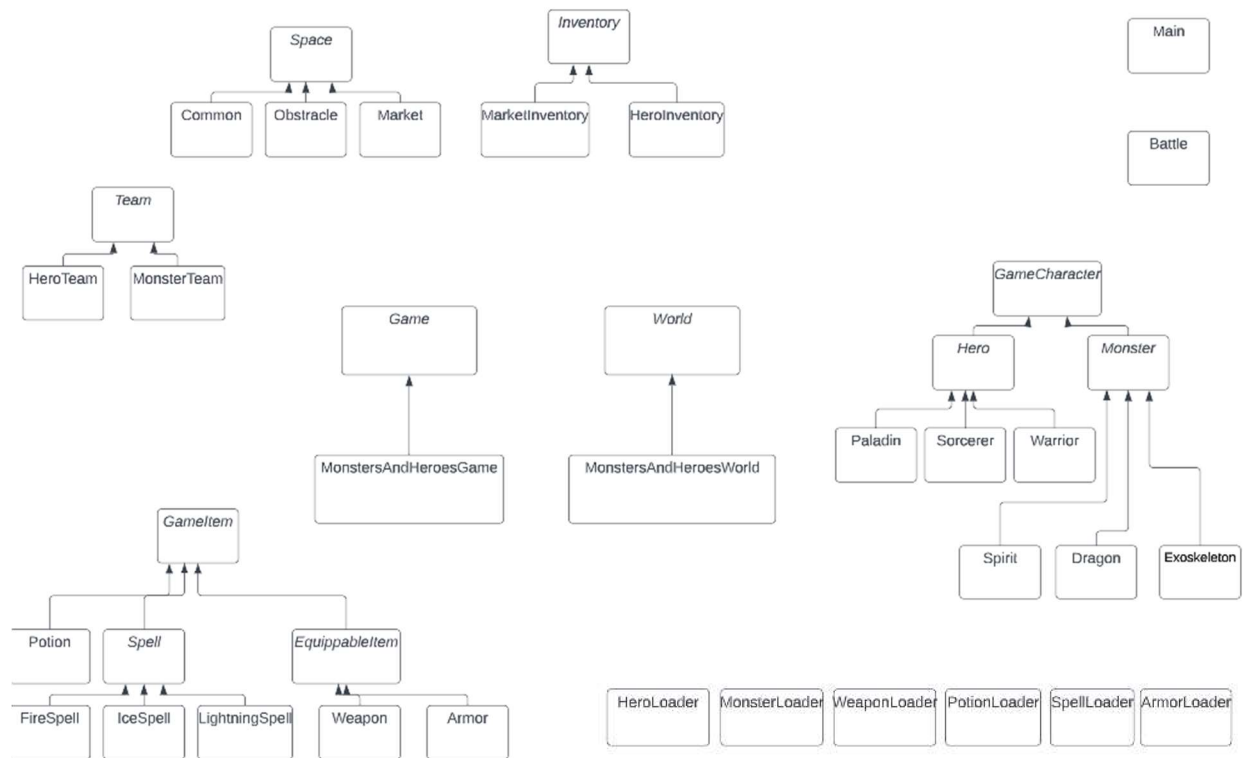 Inventory
Space
Main
Common
Obstracle
Market
MarketInventory
HeroInventory
Battle
Team
HeroTeam
MonsterTeam
GameCharacter
Game
World
Hero
Monster
Paladin
Sorcerer
Warrior
MonstersAndHeroesGame
MonstersAndHeroesWorld
GameItem
Spirit
Dragon
Exoskeleton
Potion
Spell
EquippableItem
HeroLoader
MonsterLoader
WeaponLoader
PotionLoader
SpellLoader
ArmorLoader
FireSpell
IceSpell
LightningSpell
Weapon
Armor